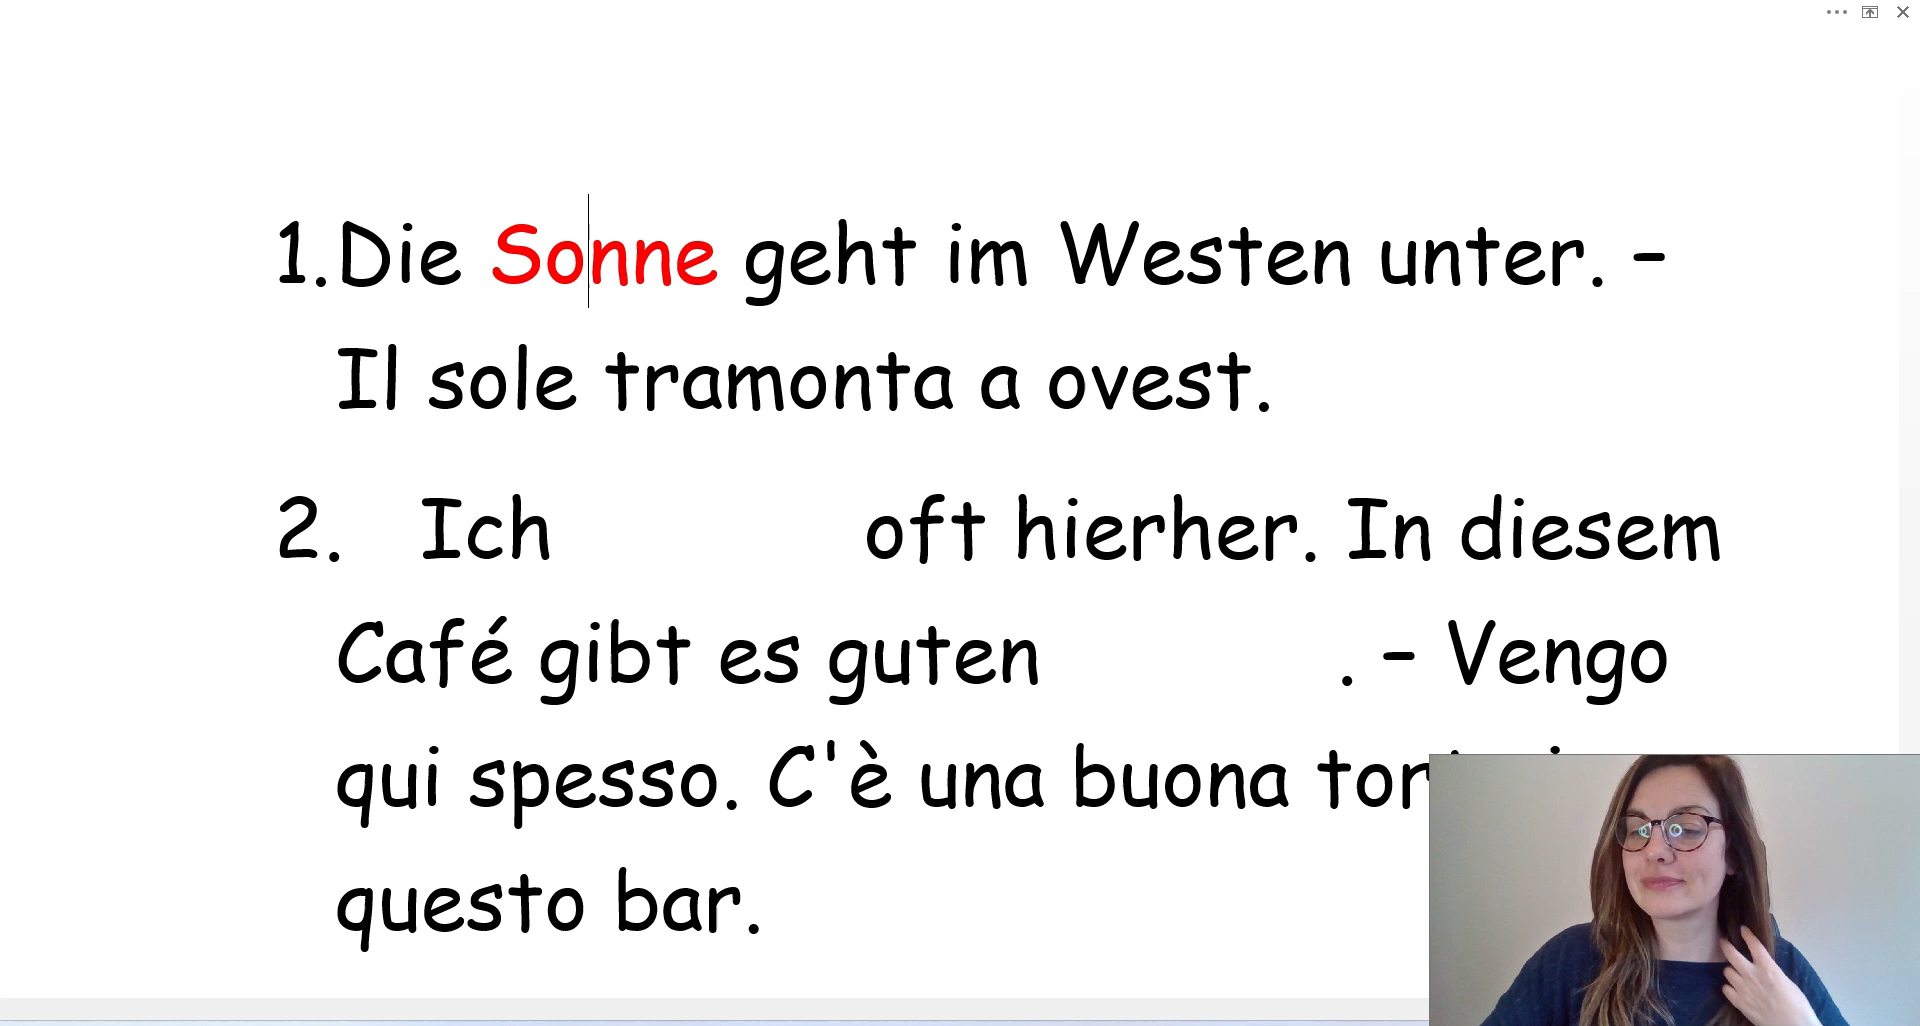 1.Die Sonne geht im Westen unter. –
Il sole tramonta a ovest.
2. Ich oft hierher. In diesem
Café gibt es guten . – Vengo
qui spesso. C'è una buona
questo bar.